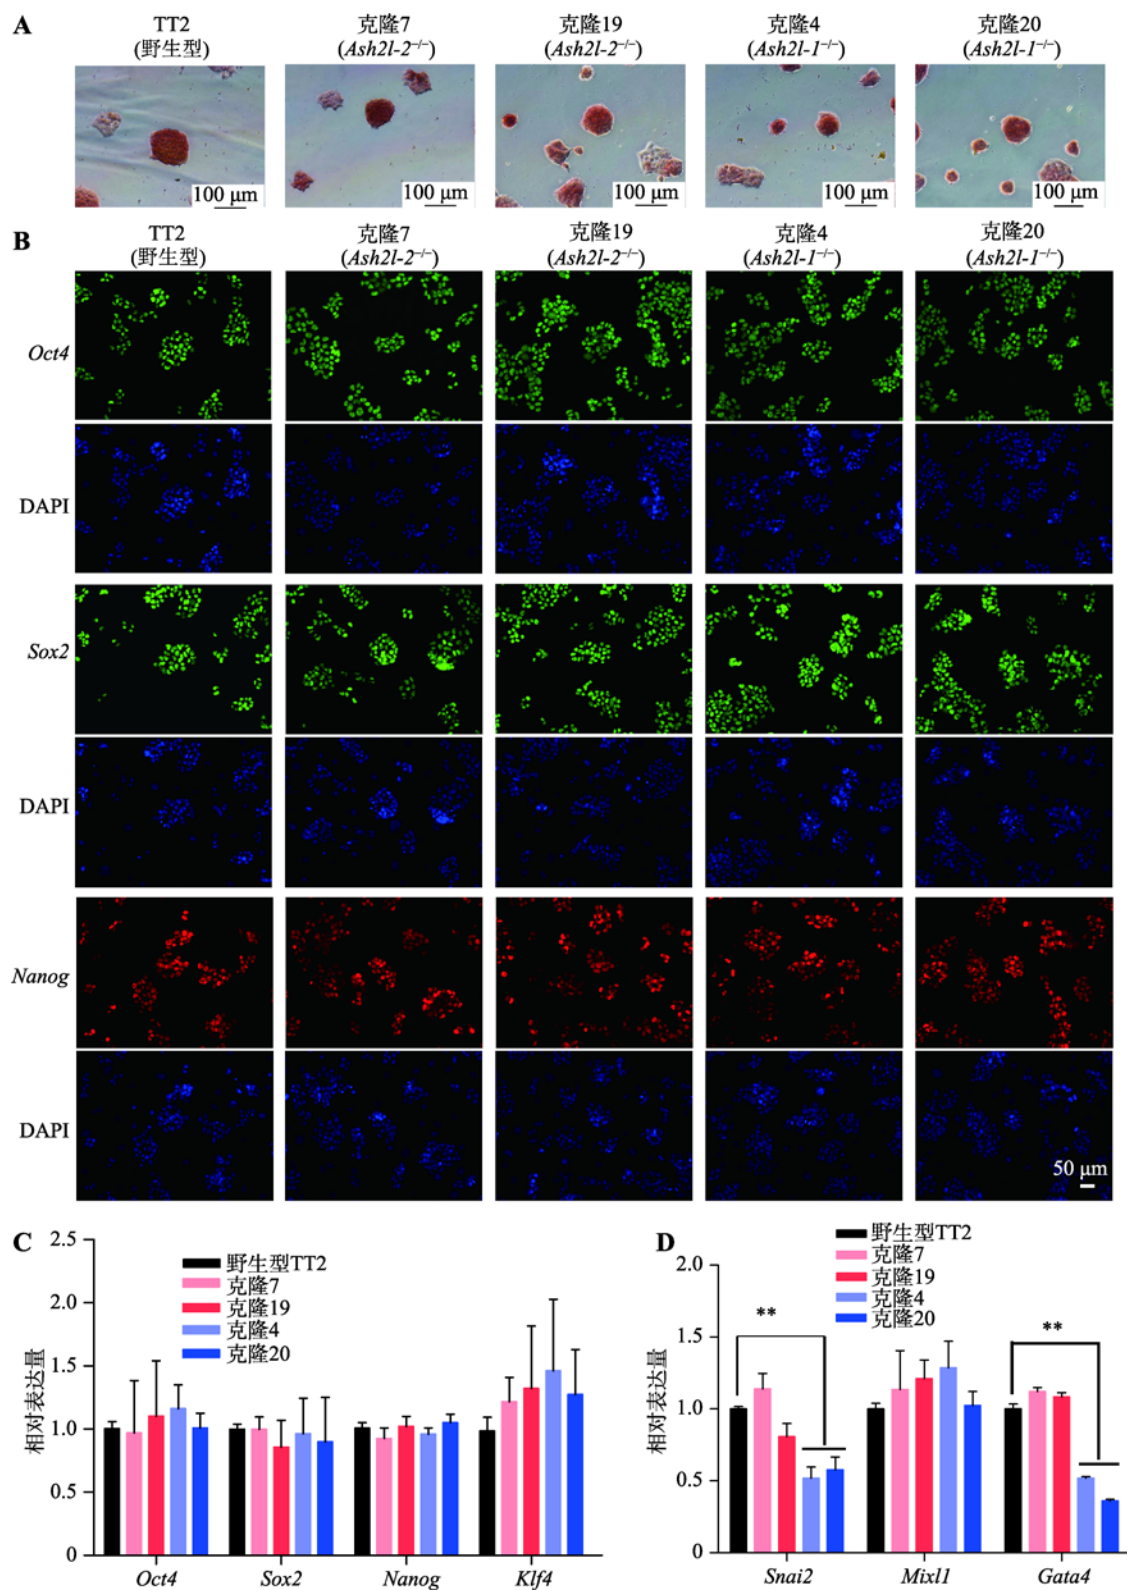 A
TT2
(野生型)
克隆7
(Ash2l-2⁻/⁻)
克隆19
(Ash2l-2⁻/⁻)
克隆4
(Ash2l-1⁻/⁻)
克隆20
(Ash2l-1⁻/⁻)
100 μm
100 μm
100 μm
100 μm
100 μm
B
TT2
(野生型)
克隆7
(Ash2l-2⁻/⁻)
克隆19
(Ash2l-2⁻/⁻)
克隆4
(Ash2l-1⁻/⁻)
克隆20
(Ash2l-1⁻/⁻)
Oct4
DAPI
Sox2
DAPI
Nanog
DAPI
50 μm
C
相对表达量
2.5
2.0
1.5
1.0
0.5
0
野生型TT2
克隆7
克隆19
克隆4
克隆20
Oct4
Sox2
Nanog
Klf4
D
相对表达量
2.0
1.5
1.0
0.5
0
野生型TT2
克隆7
克隆19
克隆4
克隆20
**
**
Snai2
Mixl1
Gata4